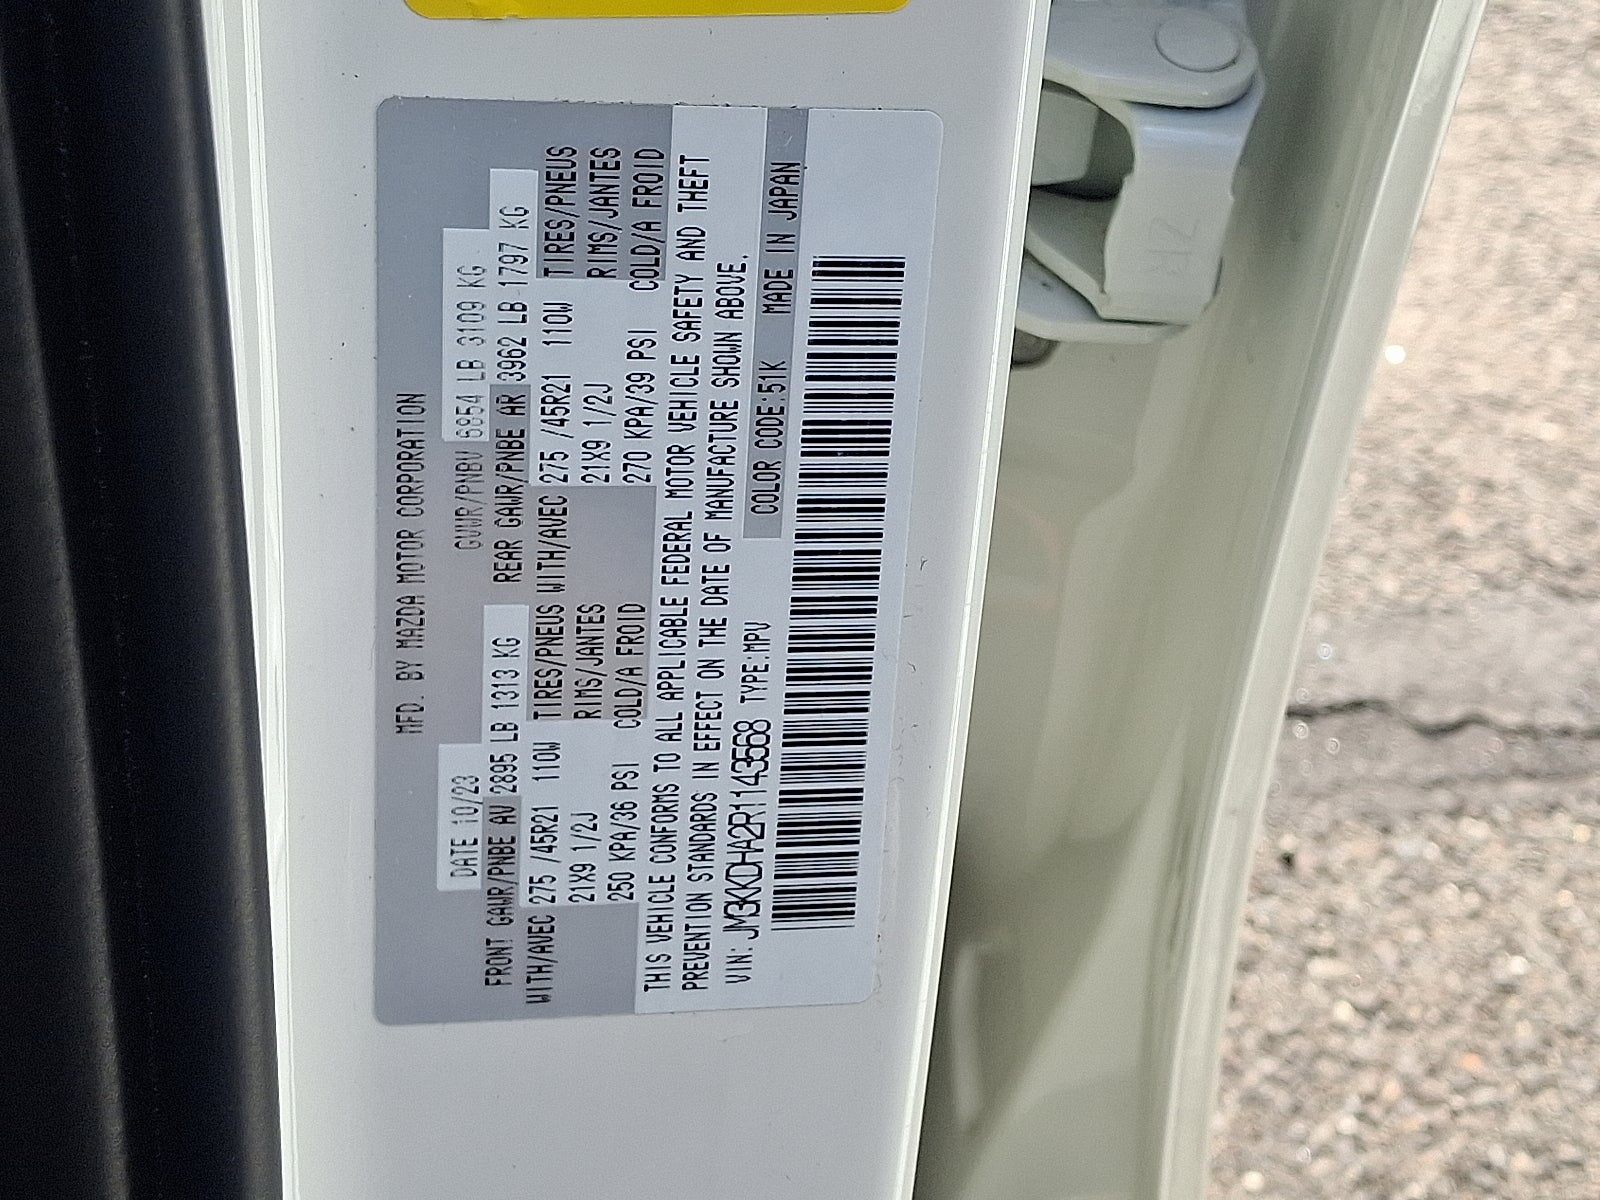 MFD. BY MAZDA MOTOR CORPORATION
DATE 10/23 GVWR/PNBV 6854 LB 3109 KG
FRONT GAWR/PNBE AV 2895 LB 1313 KG REAR GAWR/PNBE AR 3962 LB 1797 KG
WITH/AVEC 275 /45R21 110W TIRES/PNEUS WITH/AVEC 275 /45R21 110W TIRES/PNEUS
21X9 1/2J RIMS/JANTES 21X9 1/2J RIMS/JANTES
250 KPA/36 PSI COLD/A FROID 270 KPA/39 PSI COLD/A FROID
THIS VEHICLE CONFORMS TO ALL APPLICABLE FEDERAL MOTOR VEHICLE SAFETY AND THEFT
PREVENTION STANDARDS IN EFFECT ON THE DATE OF MANUFACTURE SHOWN ABOVE.
VIN: JM3KKDHA2R1143568 TYPE:MPV COLOR CODE:51K MADE IN JAPAN